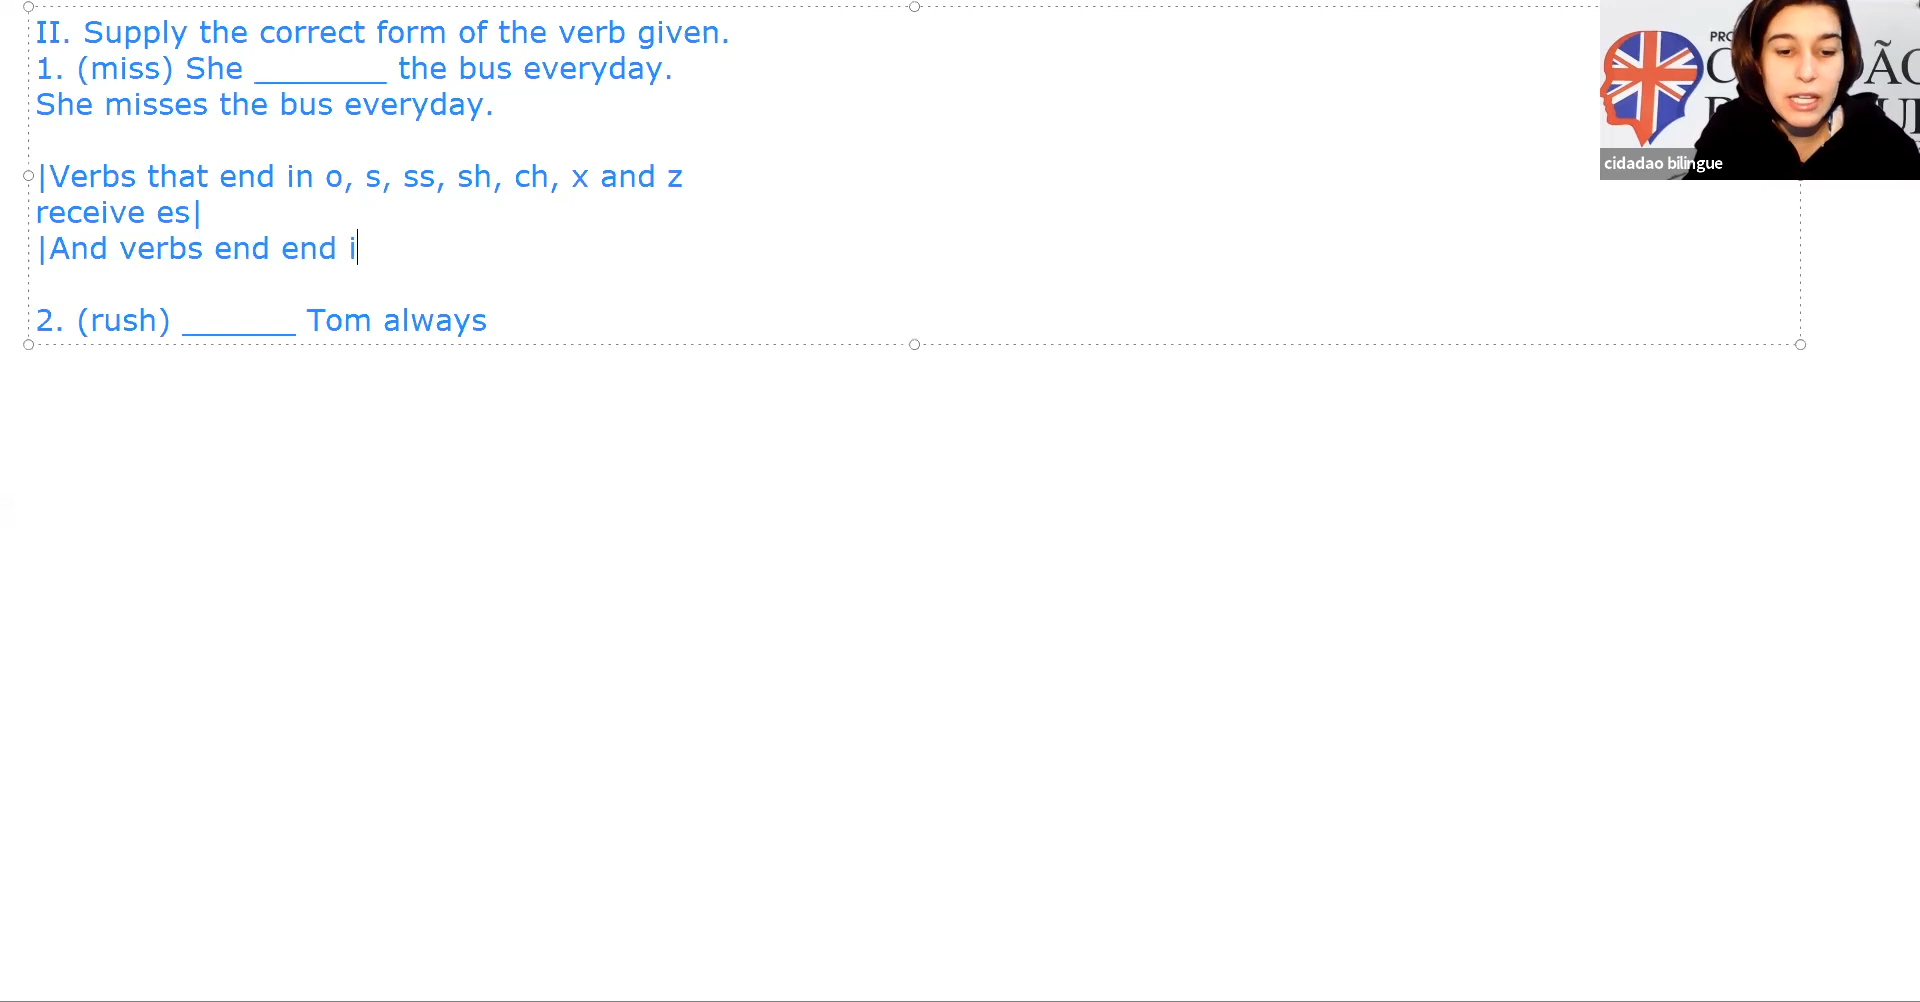 II. Supply the correct form of the verb given.
1. (miss) She _______ the bus everyday.
She misses the bus everyday.
|Verbs that end in o, s, ss, sh, ch, x and z
receive es|
|And verbs end end i
2. (rush) ______ Tom always
cidadao bilingue